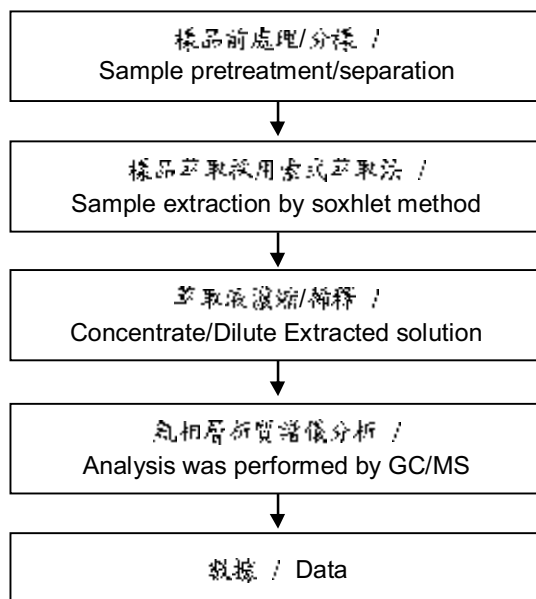 樣品前處理/分樣 /
Sample pretreatment/separation
樣品萃取採用索式萃取法 /
Sample extraction by soxhlet method
萃取液濃縮/稀釋 /
Concentrate/Dilute Extracted solution
氣相層析質譜儀分析 /
Analysis was performed by GC/MS
數據 / Data